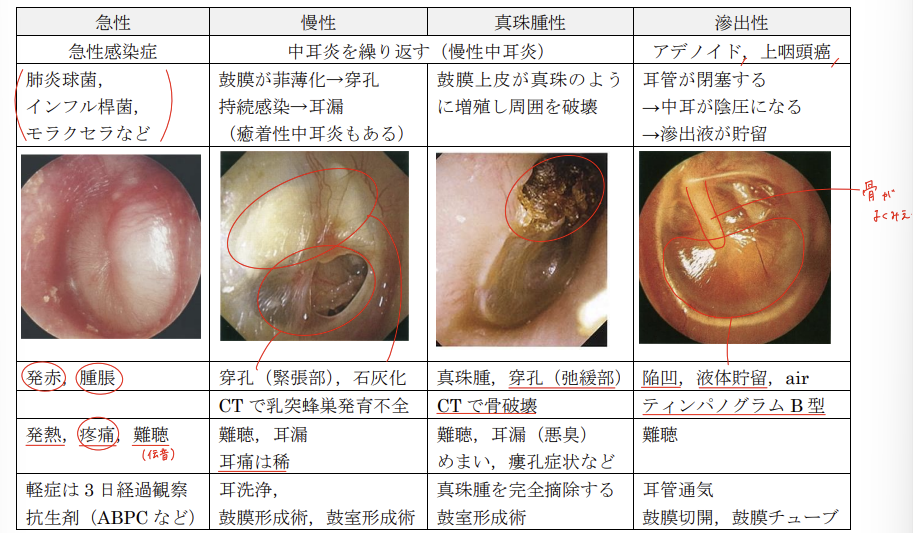 急性 慢性 真珠腫性 滲出性
急性感染症 中耳炎を繰り返す（慢性中耳炎） アデノイド，上咽頭癌
肺炎球菌， 鼓膜が菲薄化→穿孔 鼓膜上皮が真珠のよう 耳管が閉塞する
インフル桿菌， 持続感染→耳漏 に増殖し周囲を破壊 →中耳が陰圧になる
モラクセラなど （癒着性中耳炎もある） →滲出液が貯留
骨が
よくみえ
発赤，腫脹 穿孔（緊張部），石灰化 真珠腫，穿孔（弛緩部） 陥凹，液体貯留，air
CT で乳突蜂巣発育不全 CT で骨破壊 ティンパノグラム B 型
発熱，疼痛，難聴 難聴，耳漏 難聴，耳漏（悪臭） 難聴
(伝音) 耳痛は稀 めまい，瘻孔症状など
軽症は 3 日経過観察 耳洗浄， 真珠腫を完全摘除する 耳管通気
抗生剤（ABPC など） 鼓膜形成術，鼓室形成術 鼓室形成術 鼓膜切開，鼓膜チューブ